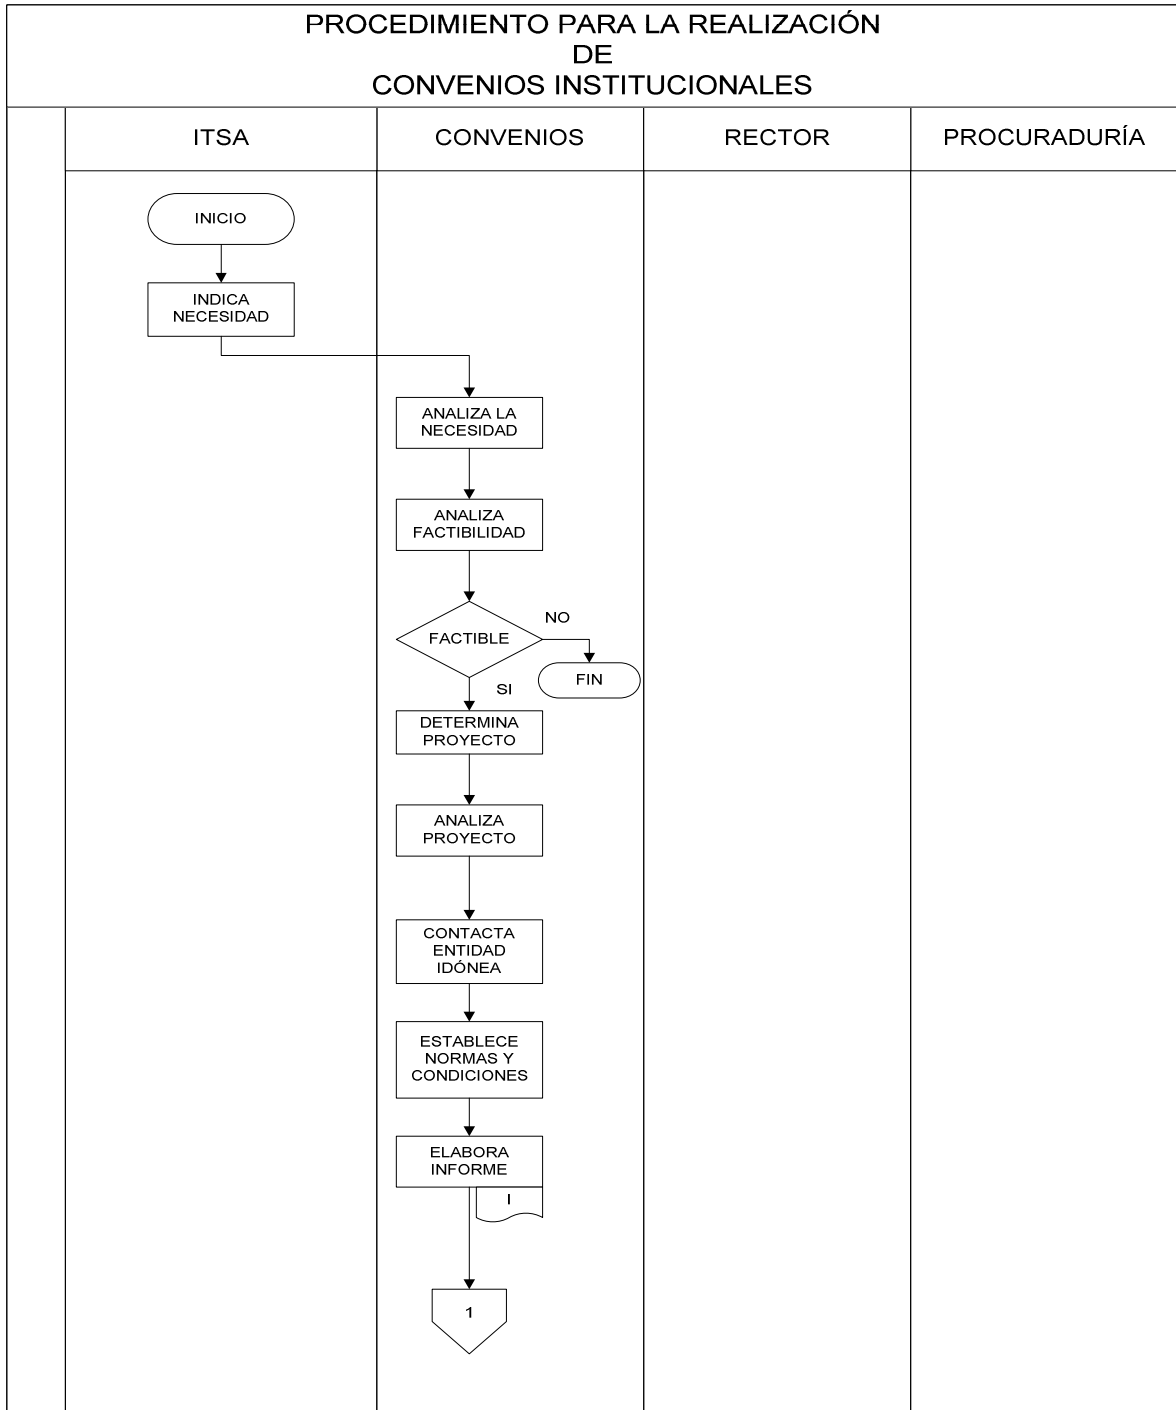 PROCEDIMIENTO PARA LA REALIZACIÓN
DE
CONVENIOS INSTITUCIONALES
ITSA
CONVENIOS
RECTOR
PROCURADURÍA
INICIO
INDICA
NECESIDAD
ANALIZA LA
NECESIDAD
ANALIZA
FACTIBILIDAD
FACTIBLE
NO
FIN
SI
DETERMINA
PROYECTO
ANALIZA
PROYECTO
CONTACTA
ENTIDAD
IDÓNEA
ESTABLECE
NORMAS Y
CONDICIONES
ELABORA
INFORME
I
1